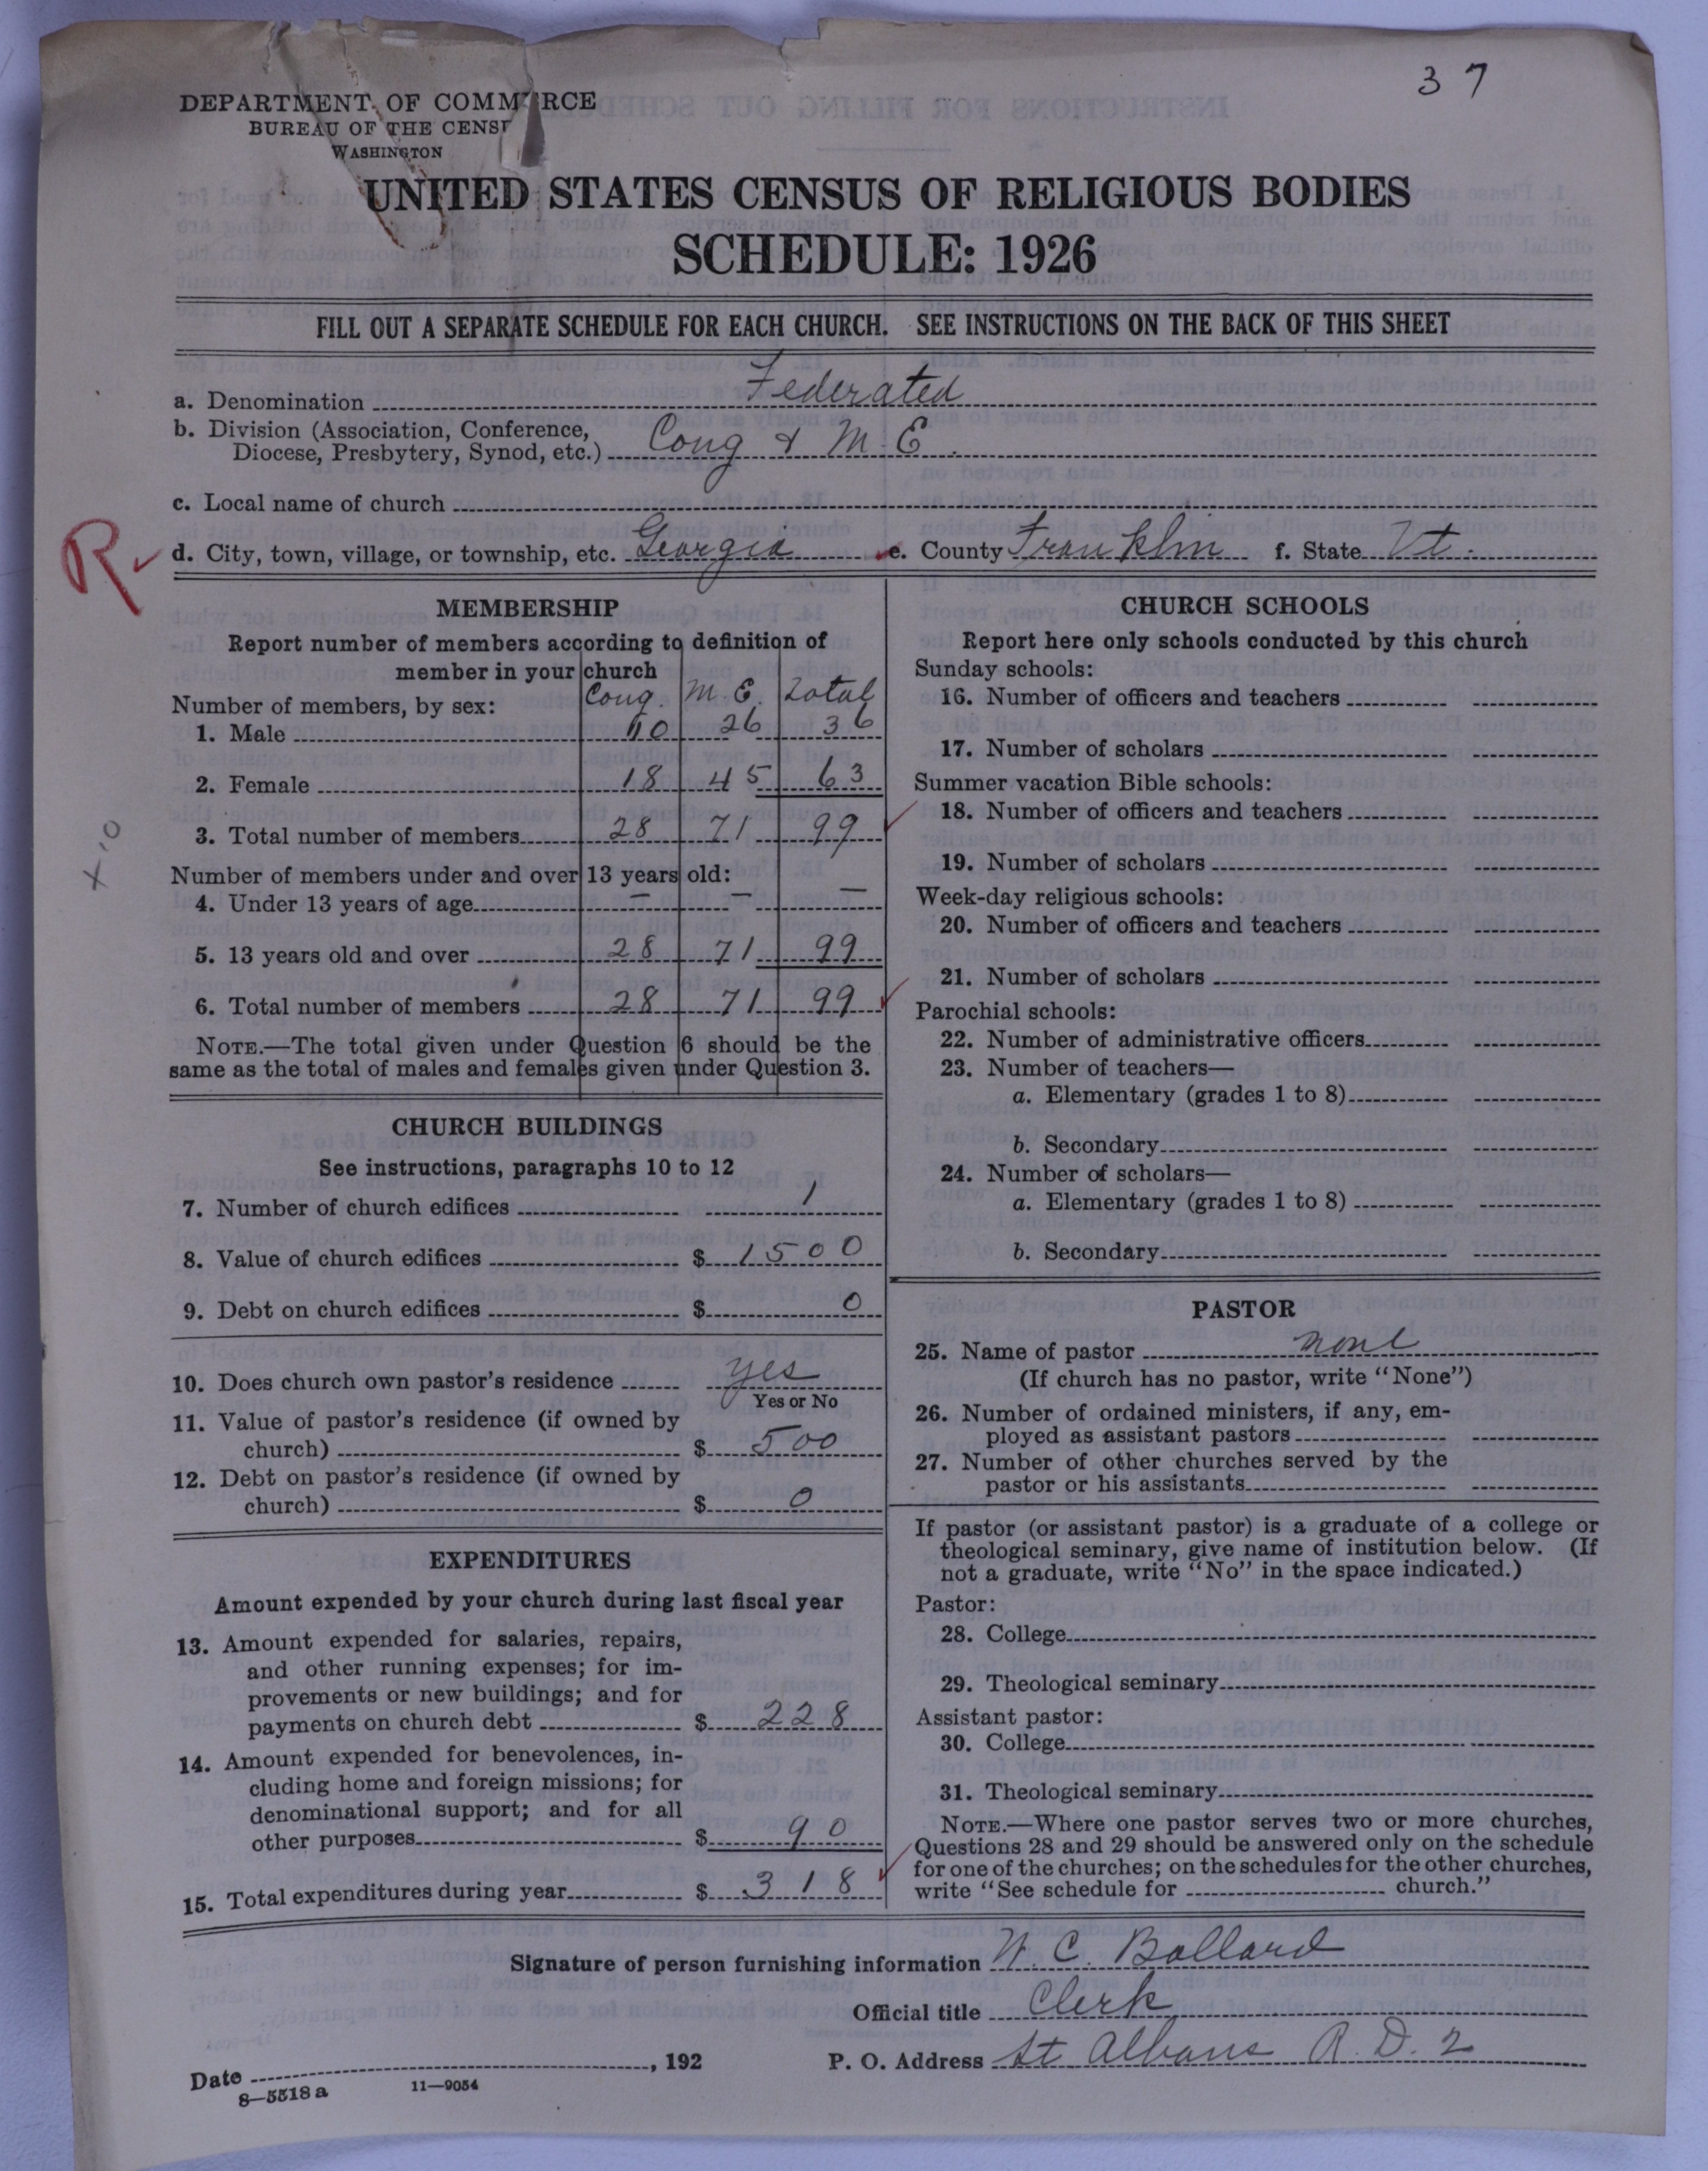 37
DEPARTMENT OF COMMERCE
BUREAU OF THE CENSU
WASHINGTON
UNITED STATES CENSUS OF RELIGIOUS BODIES
SCHEDULE: 1926
FILL OUT A SEPARATE SCHEDULE FOR EACH CHURCH. SEE INSTRUCTIONS ON THE BACK OF THIS SHEET
a. Denomination Federated
b. Division (Association, Conference,
Diocese, Presbytery, Synod, etc.) Cong & M.E.
c. Local name of church
R
d. City, town, village, or township, etc. Georgia e. County Franklin f. State Vt.
MEMBERSHIP
Report number of members according to definition of
member in your church
Cong. M.E. Total
Number of members, by sex:
1. Male 10 26 36
2. Female 18 45 63
3. Total number of members 28 71 99
Number of members under and over 13 years old:
4. Under 13 years of age — — —
5. 13 years old and over 28 71 99
6. Total number of members 28 71 99
NOTE.—The total given under Question 6 should be the
same as the total of males and females given under Question 3.
CHURCH BUILDINGS
See instructions, paragraphs 10 to 12
7. Number of church edifices 1
8. Value of church edifices $ 1500
9. Debt on church edifices $ 0
10. Does church own pastor's residence yes
Yes or No
11. Value of pastor's residence (if owned by
church) $ 500
12. Debt on pastor's residence (if owned by
church) $ 0
EXPENDITURES
Amount expended by your church during last fiscal year
13. Amount expended for salaries, repairs,
and other running expenses; for im-
provements or new buildings; and for
payments on church debt $ 228
14. Amount expended for benevolences, in-
cluding home and foreign missions; for
denominational support; and for all
other purposes $ 90
15. Total expenditures during year $ 318
CHURCH SCHOOLS
Report here only schools conducted by this church
Sunday schools:
16. Number of officers and teachers
17. Number of scholars
Summer vacation Bible schools:
18. Number of officers and teachers
19. Number of scholars
Week-day religious schools:
20. Number of officers and teachers
21. Number of scholars
Parochial schools:
22. Number of administrative officers
23. Number of teachers—
a. Elementary (grades 1 to 8)
b. Secondary
24. Number of scholars—
a. Elementary (grades 1 to 8)
b. Secondary
PASTOR
25. Name of pastor none
(If church has no pastor, write "None")
26. Number of ordained ministers, if any, em-
ployed as assistant pastors
27. Number of other churches served by the
pastor or his assistants
If pastor (or assistant pastor) is a graduate of a college or
theological seminary, give name of institution below. (If
not a graduate, write "No" in the space indicated.)
Pastor:
28. College
29. Theological seminary
Assistant pastor:
30. College
31. Theological seminary
NOTE.—Where one pastor serves two or more churches,
Questions 28 and 29 should be answered only on the schedule
for one of the churches; on the schedules for the other churches,
write "See schedule for church."
Signature of person furnishing information W. C. Ballard
Official title Clerk
Date , 192 P. O. Address St Albans R.D. 2
8—5518 a 11—9054